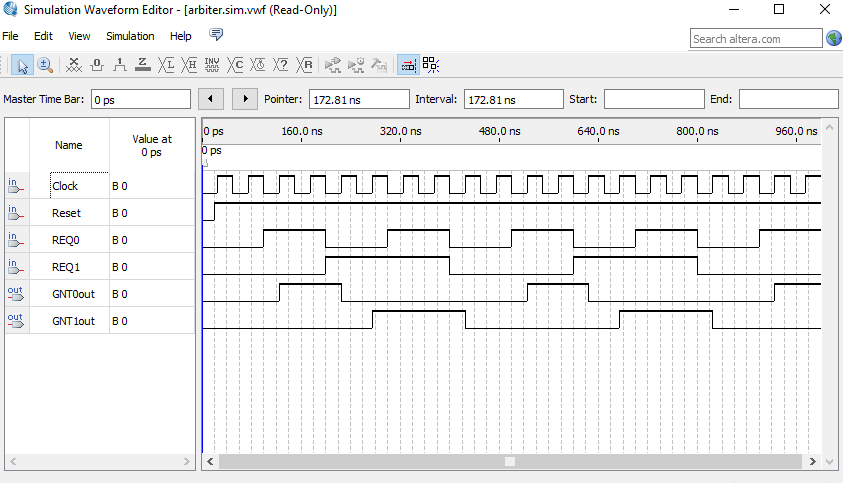 Simulation Waveform Editor - [arbiter.sim.vwf (Read-Only)]
File Edit View Simulation Help
Search altera.com
Master Time Bar: 0 ps Pointer: 172.81 ns Interval: 172.81 ns Start: End:
Name Value at 0 ps
0 ps 160.0 ns 320.0 ns 480.0 ns 640.0 ns 800.0 ns 960.0 ns
0 ps
in Clock B 0
in Reset B 0
in REQ0 B 0
in REQ1 B 0
out GNT0out B 0
out GNT1out B 0